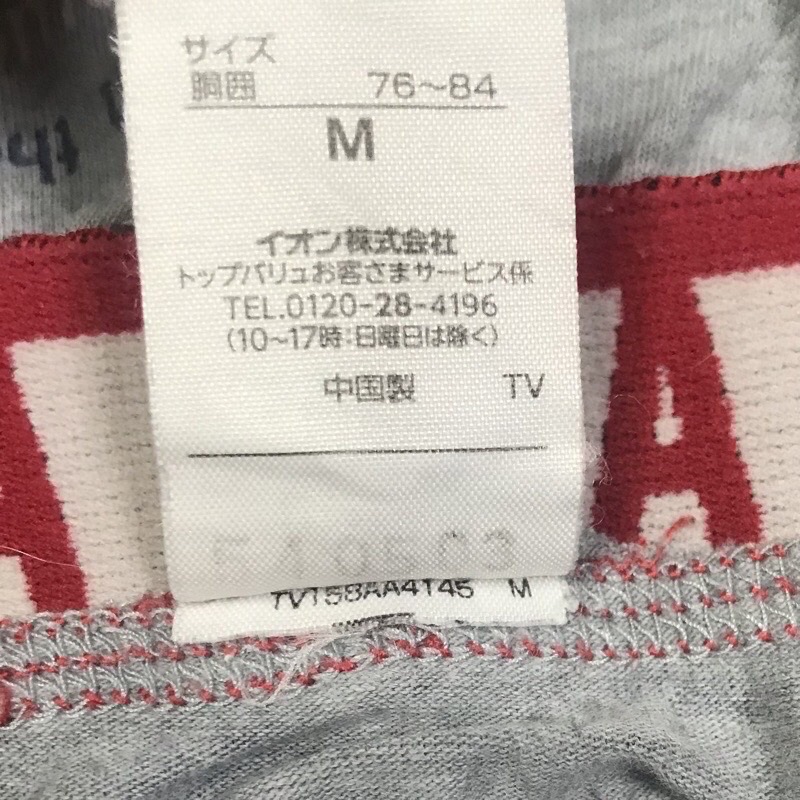 サイズ
胴囲 76~84
M
イオン株式会社
トップバリュお客さまサービス係
TEL.0120-28-4196
(10~17時:日曜日は除く)
中国製 TV
TV158AA4145 M